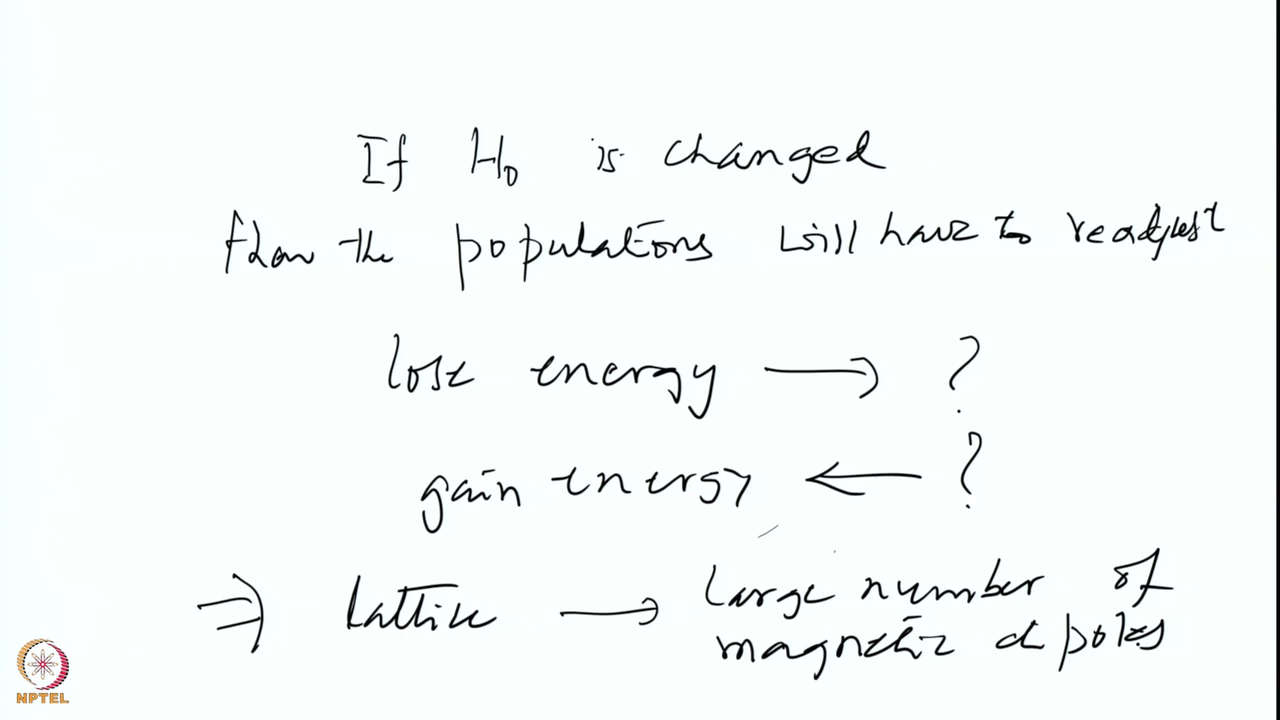 If H₀ is changed
then the populations will have to readjust
lose energy → ?
gain energy ← ?
⇒ lattice → large number of
magnetic dipoles
NPTEL